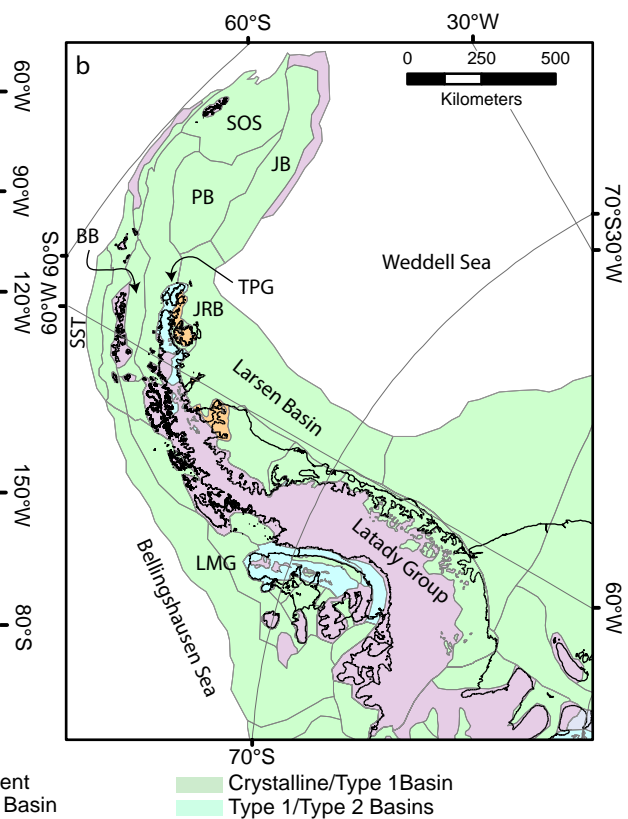 60°S
30°W
b
0
250
500
Kilometers
60°W
SOS
JB
90°W
PB
70°S
30°W
BB
60°S
Weddell Sea
TPG
120°W
60°W
JRB
SST
Larsen Basin
150°W
Latady Group
LMG
Bellingshausen Sea
60°W
80°S
70°S
ent
Crystalline/Type 1Basin
Basin
Type 1/Type 2 Basins